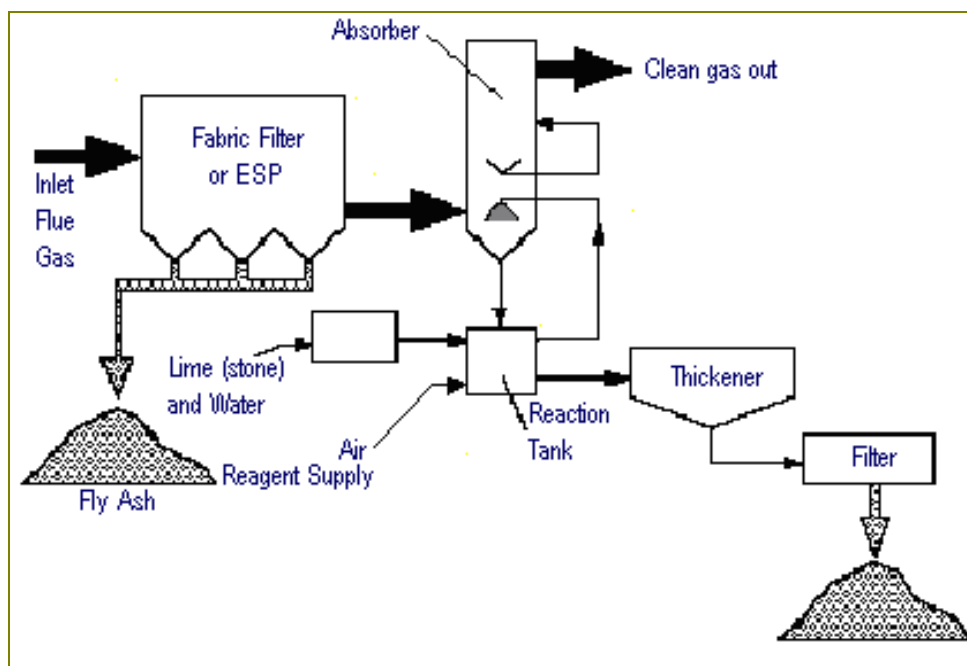 Absorber
Clean gas out
Fabric Filter
or ESP
Inlet
Flue
Gas
Lime (stone)
and Water
Thickener
Reaction
Tank
Air
Reagent Supply
Filter
Fly Ash